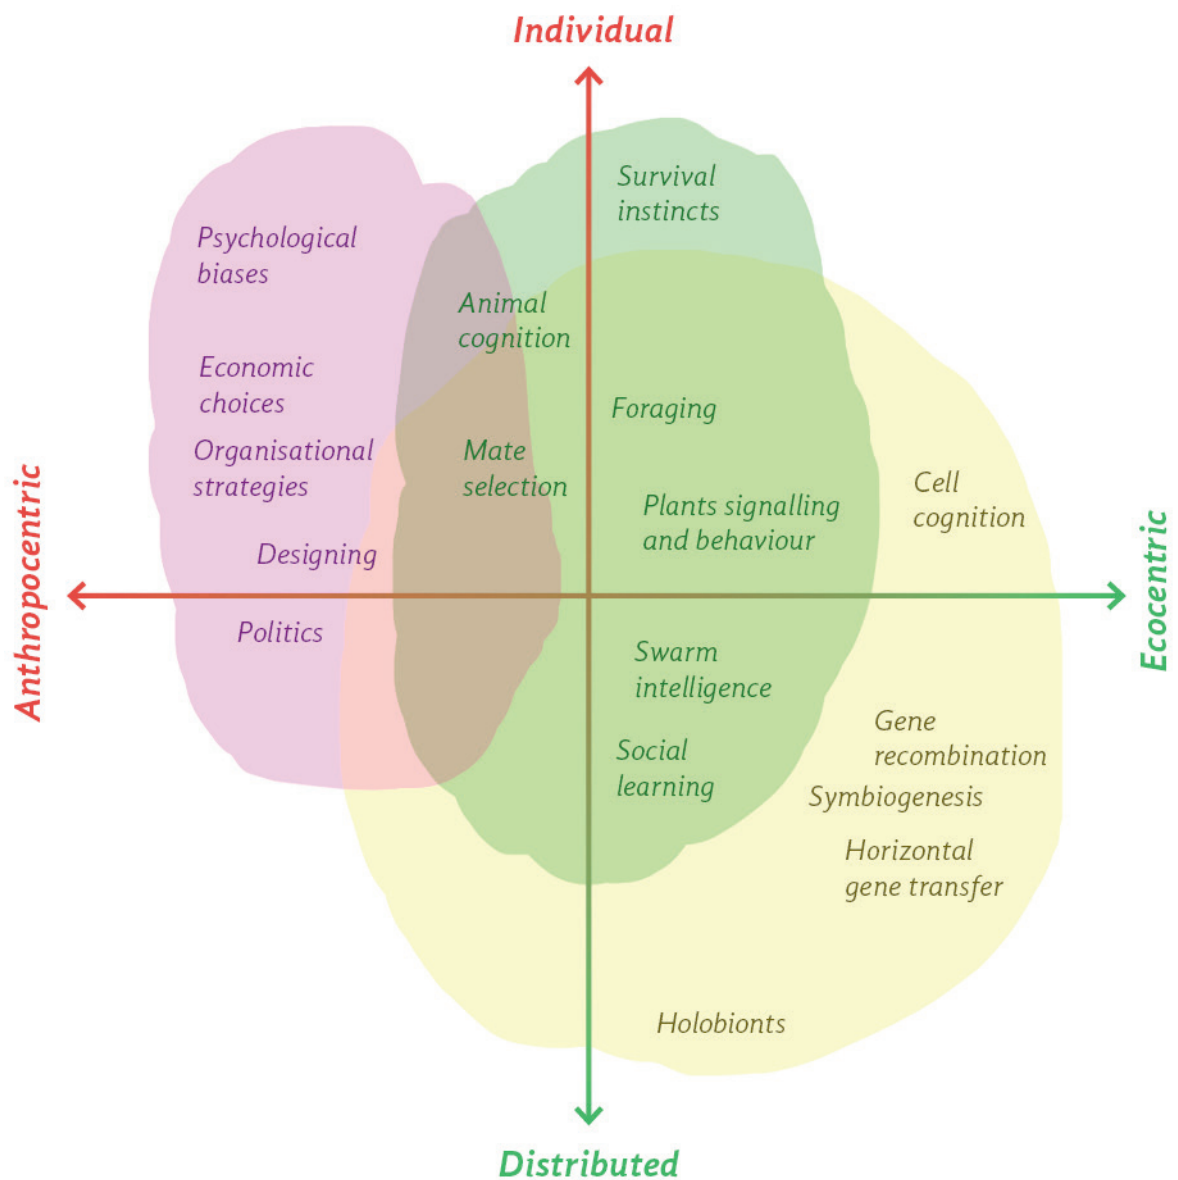 Individual
Survival
instincts
Psychological
biases
Animal
cognition
Economic
choices
Foraging
Organisational
strategies
Mate
selection
Cell
cognition
Plants signalling
and behaviour
Designing
Anthropocentric
Ecocentric
Politics
Swarm
intelligence
Gene
recombination
Social
learning
Symbiogenesis
Horizontal
gene transfer
Holobionts
Distributed